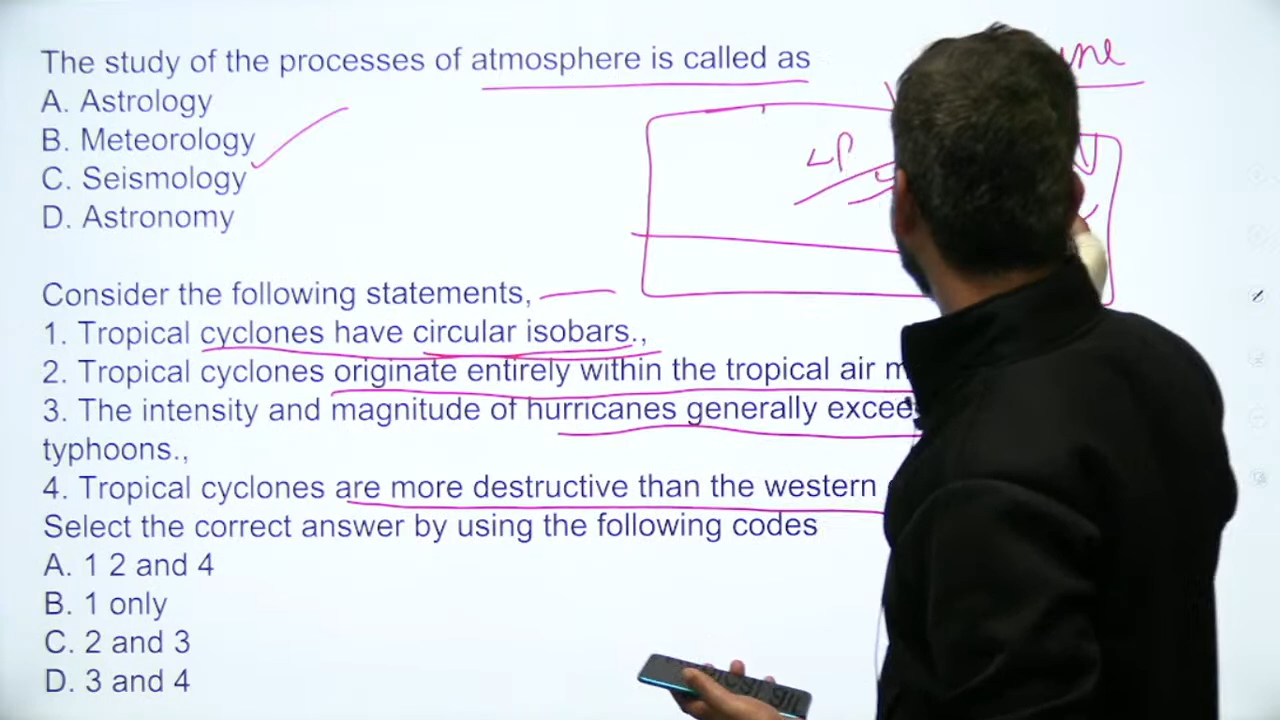 The study of the processes of atmosphere is called as
A. Astrology
B. Meteorology
C. Seismology
D. Astronomy
LP
Consider the following statements,
1. Tropical cyclones have circular isobars.,
2. Tropical cyclones originate entirely within the tropical air
3. The intensity and magnitude of hurricanes generally
typhoons.,
4. Tropical cyclones are more destructive than the western
Select the correct answer by using the following codes
A. 1 2 and 4
B. 1 only
C. 2 and 3
D. 3 and 4